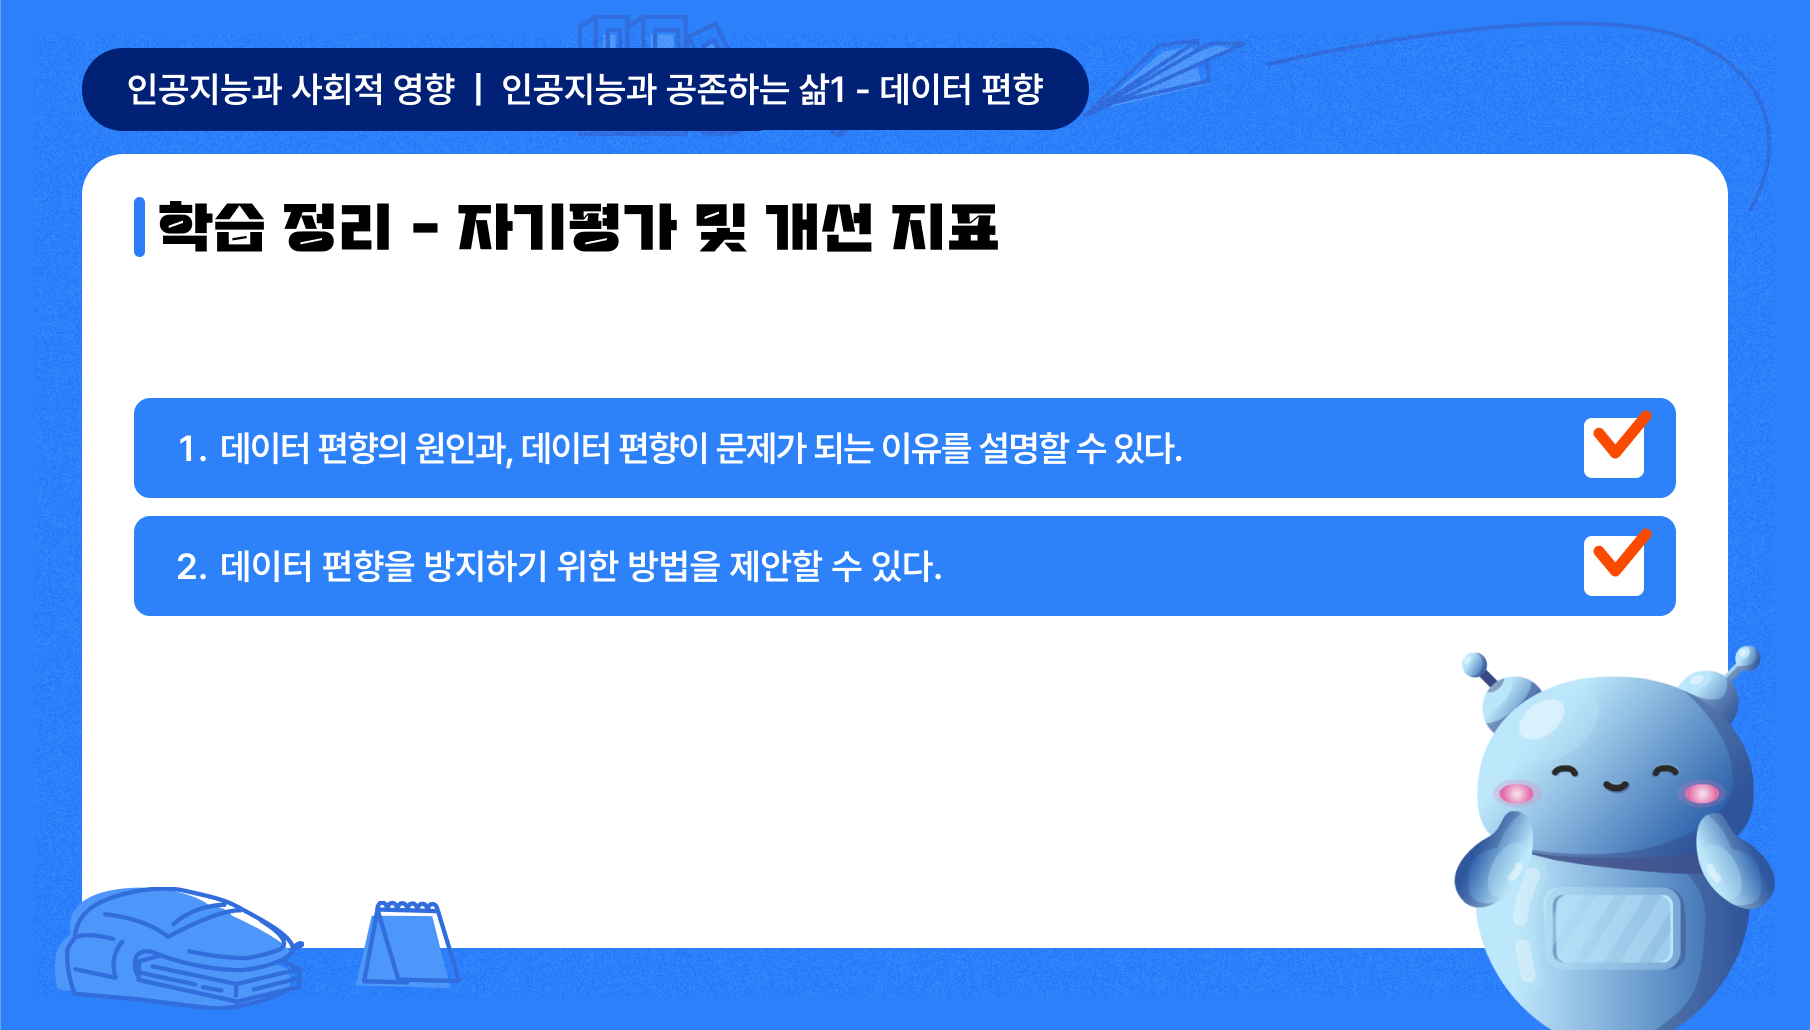 인공지능과 사회적 영향 | 인공지능과 공존하는 삶1 - 데이터 편향
학습 정리 - 자기평가 및 개선 지표
1. 데이터 편향의 원인과, 데이터 편향이 문제가 되는 이유를 설명할 수 있다.
2. 데이터 편향을 방지하기 위한 방법을 제안할 수 있다.